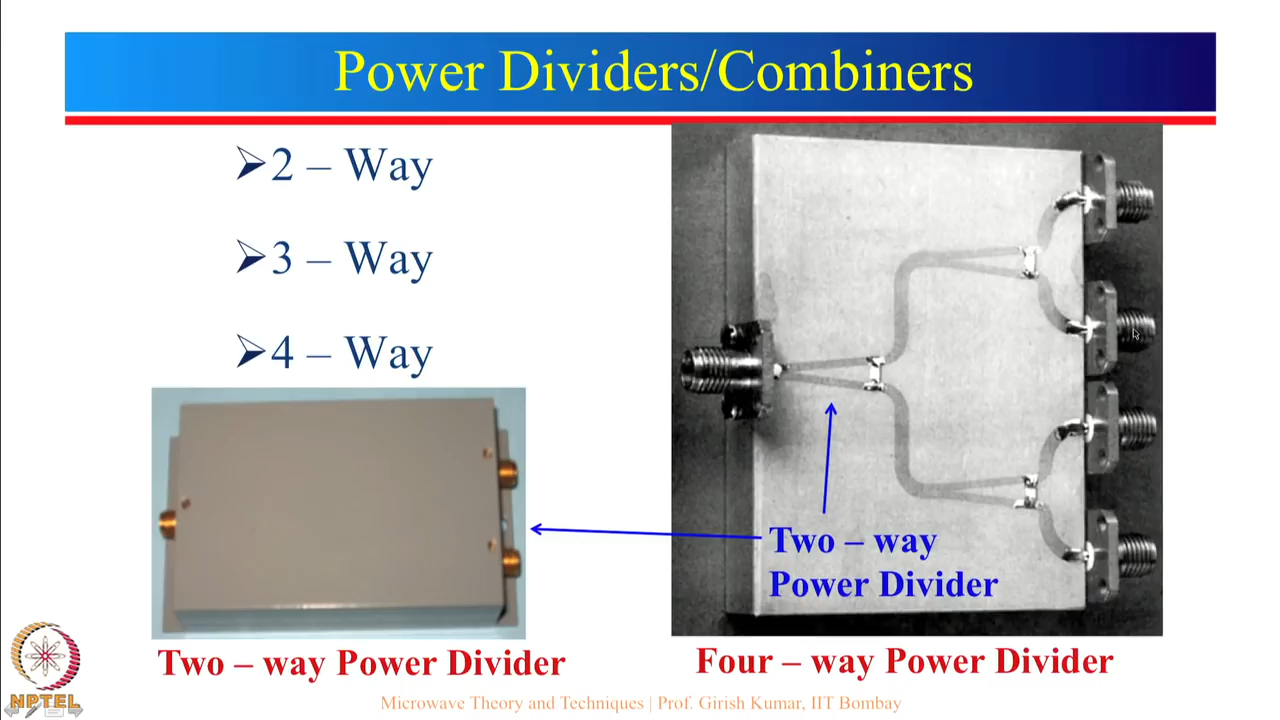 Power Dividers/Combiners
➢2 – Way
➢3 – Way
➢4 – Way
Two – way
Power Divider
Two – way Power Divider
Four – way Power Divider
NPTEL
Microwave Theory and Techniques | Prof. Girish Kumar, IIT Bombay